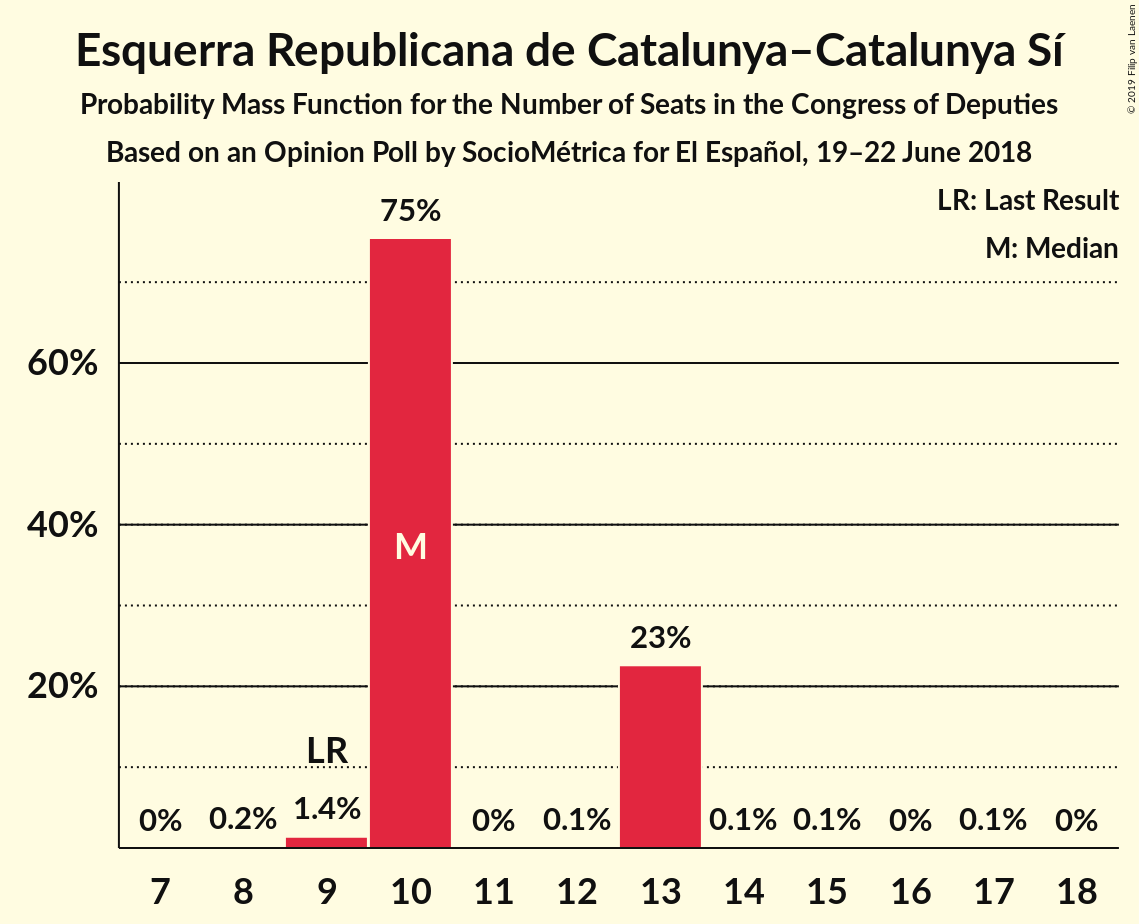 Esquerra Republicana de Catalunya–Catalunya Sí
Probability Mass Function for the Number of Seats in the Congress of Deputies
Based on an Opinion Poll by SocioMétrica for El Español, 19–22 June 2018
© 2019 Filip van Laenen
LR: Last Result
M: Median
75%
60%
40%
M
23%
20%
LR
0% 0.2% 1.4% 0% 0.1% 0.1% 0.1% 0% 0.1% 0%
7 8 9 10 11 12 13 14 15 16 17 18